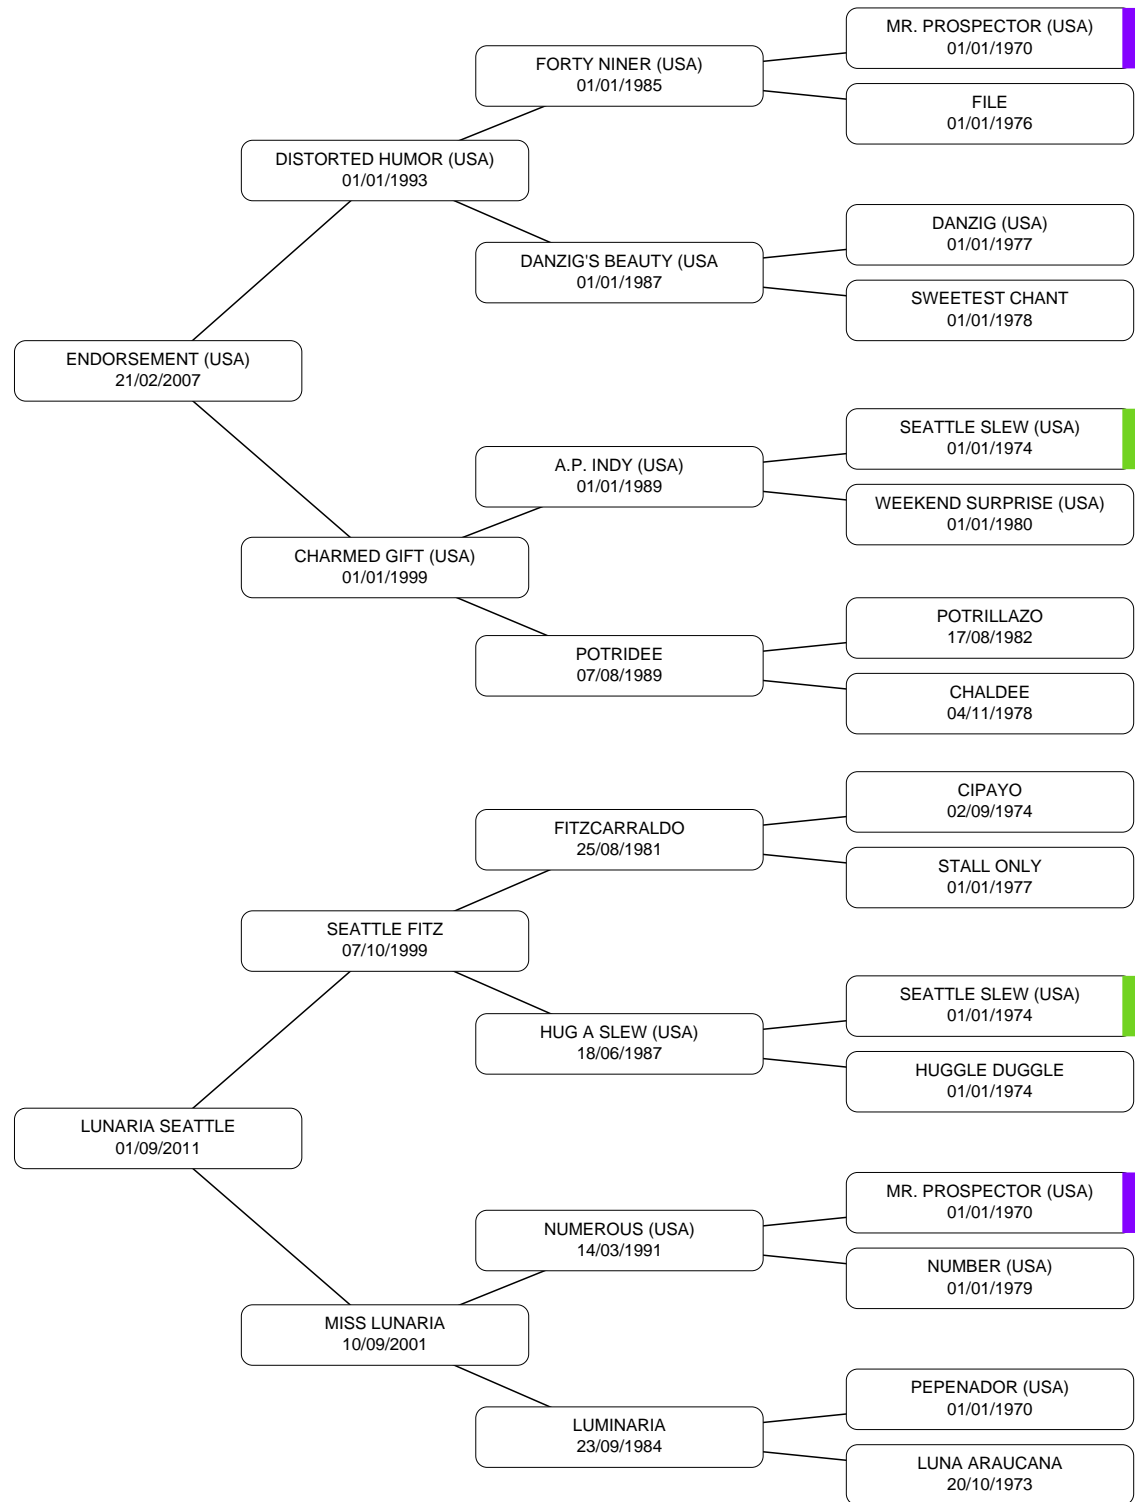 MR. PROSPECTOR (USA)
01/01/1970
FORTY NINER (USA)
01/01/1985
FILE
01/01/1976
DISTORTED HUMOR (USA)
01/01/1993
DANZIG (USA)
01/01/1977
DANZIG'S BEAUTY (USA
01/01/1987
SWEETEST CHANT
01/01/1978
ENDORSEMENT (USA)
21/02/2007
SEATTLE SLEW (USA)
01/01/1974
A.P. INDY (USA)
01/01/1989
WEEKEND SURPRISE (USA)
01/01/1980
CHARMED GIFT (USA)
01/01/1999
POTRILLAZO
17/08/1982
POTRIDEE
07/08/1989
CHALDEE
04/11/1978
CIPAYO
02/09/1974
FITZCARRALDO
25/08/1981
STALL ONLY
01/01/1977
SEATTLE FITZ
07/10/1999
SEATTLE SLEW (USA)
01/01/1974
HUG A SLEW (USA)
18/06/1987
HUGGLE DUGGLE
01/01/1974
LUNARIA SEATTLE
01/09/2011
MR. PROSPECTOR (USA)
01/01/1970
NUMEROUS (USA)
14/03/1991
NUMBER (USA)
01/01/1979
MISS LUNARIA
10/09/2001
PEPENADOR (USA)
01/01/1970
LUMINARIA
23/09/1984
LUNA ARAUCANA
20/10/1973